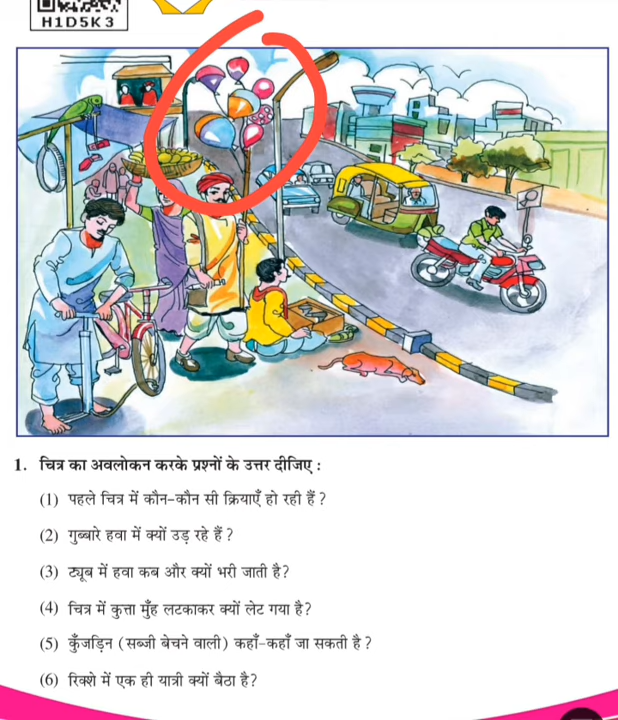 H1D5K3
1. चित्र का अवलोकन करके प्रश्नों के उत्तर दीजिए :
(1) पहले चित्र में कौन-कौन सी क्रियाएँ हो रही हैं ?
(2) गुब्बारे हवा में क्यों उड़ रहे हैं ?
(3) ट्यूब में हवा कब और क्यों भरी जाती है?
(4) चित्र में कुत्ता मुँह लटकाकर क्यों लेट गया है?
(5) कुँजड़िन (सब्जी बेचने वाली) कहाँ-कहाँ जा सकती है ?
(6) रिक्शे में एक ही यात्री क्यों बैठा है?